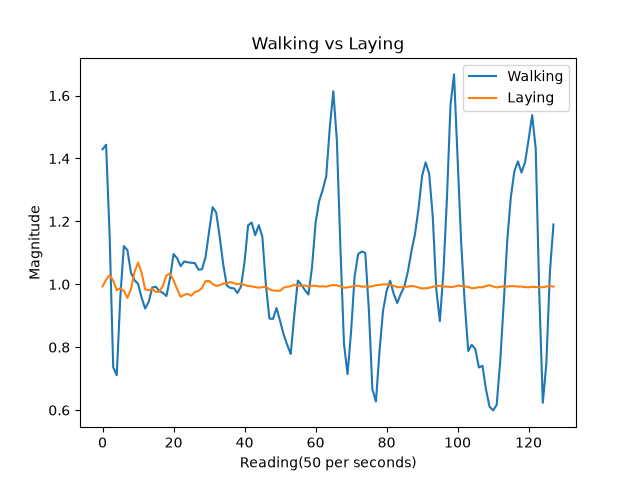 Walking vs Laying
Walking
Laying
Magnitude
1.6
1.4
1.2
1.0
0.8
0.6
0 20 40 60 80 100 120
Reading(50 per seconds)